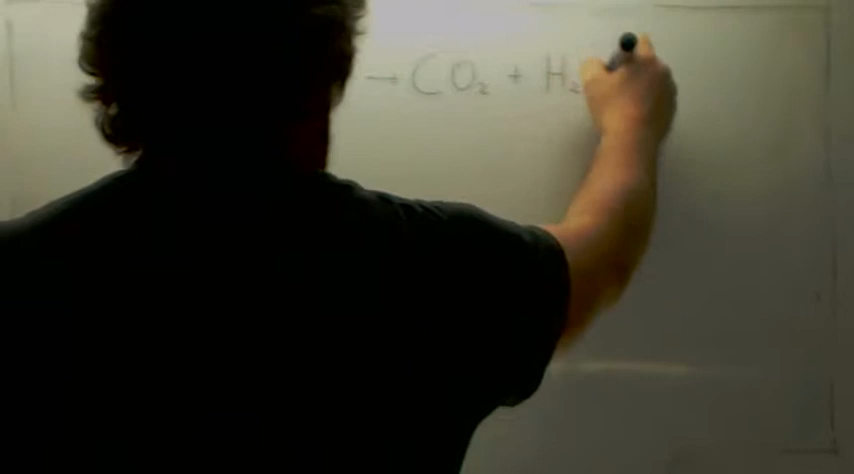 → CO₂ + H₂